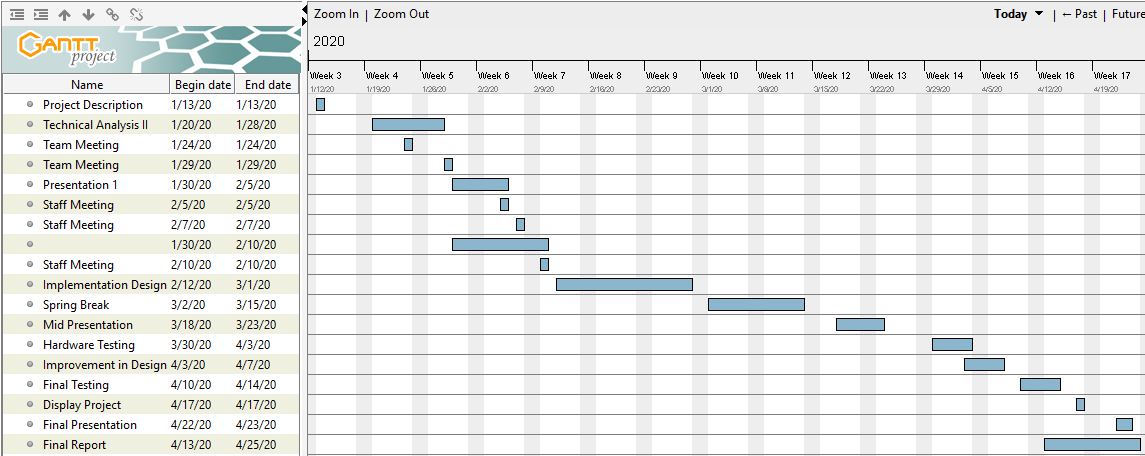 Zoom In | Zoom Out
Today ▼ | ← Past | Future
GANTT
project
2020
Week 3 Week 4 Week 5 Week 6 Week 7 Week 8 Week 9 Week 10 Week 11 Week 12 Week 13 Week 14 Week 15 Week 16 Week 17
Name Begin date End date
1/12/20 1/19/20 1/26/20 2/2/20 2/9/20 2/16/20 2/23/20 3/1/20 3/8/20 3/15/20 3/22/20 3/29/20 4/5/20 4/12/20 4/19/20
Project Description 1/13/20 1/13/20
Technical Analysis II 1/20/20 1/28/20
Team Meeting 1/24/20 1/24/20
Team Meeting 1/29/20 1/29/20
Presentation 1 1/30/20 2/5/20
Staff Meeting 2/5/20 2/5/20
Staff Meeting 2/7/20 2/7/20
1/30/20 2/10/20
Staff Meeting 2/10/20 2/10/20
Implementation Design 2/12/20 3/1/20
Spring Break 3/2/20 3/15/20
Mid Presentation 3/18/20 3/23/20
Hardware Testing 3/30/20 4/3/20
Improvement in Design 4/3/20 4/7/20
Final Testing 4/10/20 4/14/20
Display Project 4/17/20 4/17/20
Final Presentation 4/22/20 4/23/20
Final Report 4/13/20 4/25/20